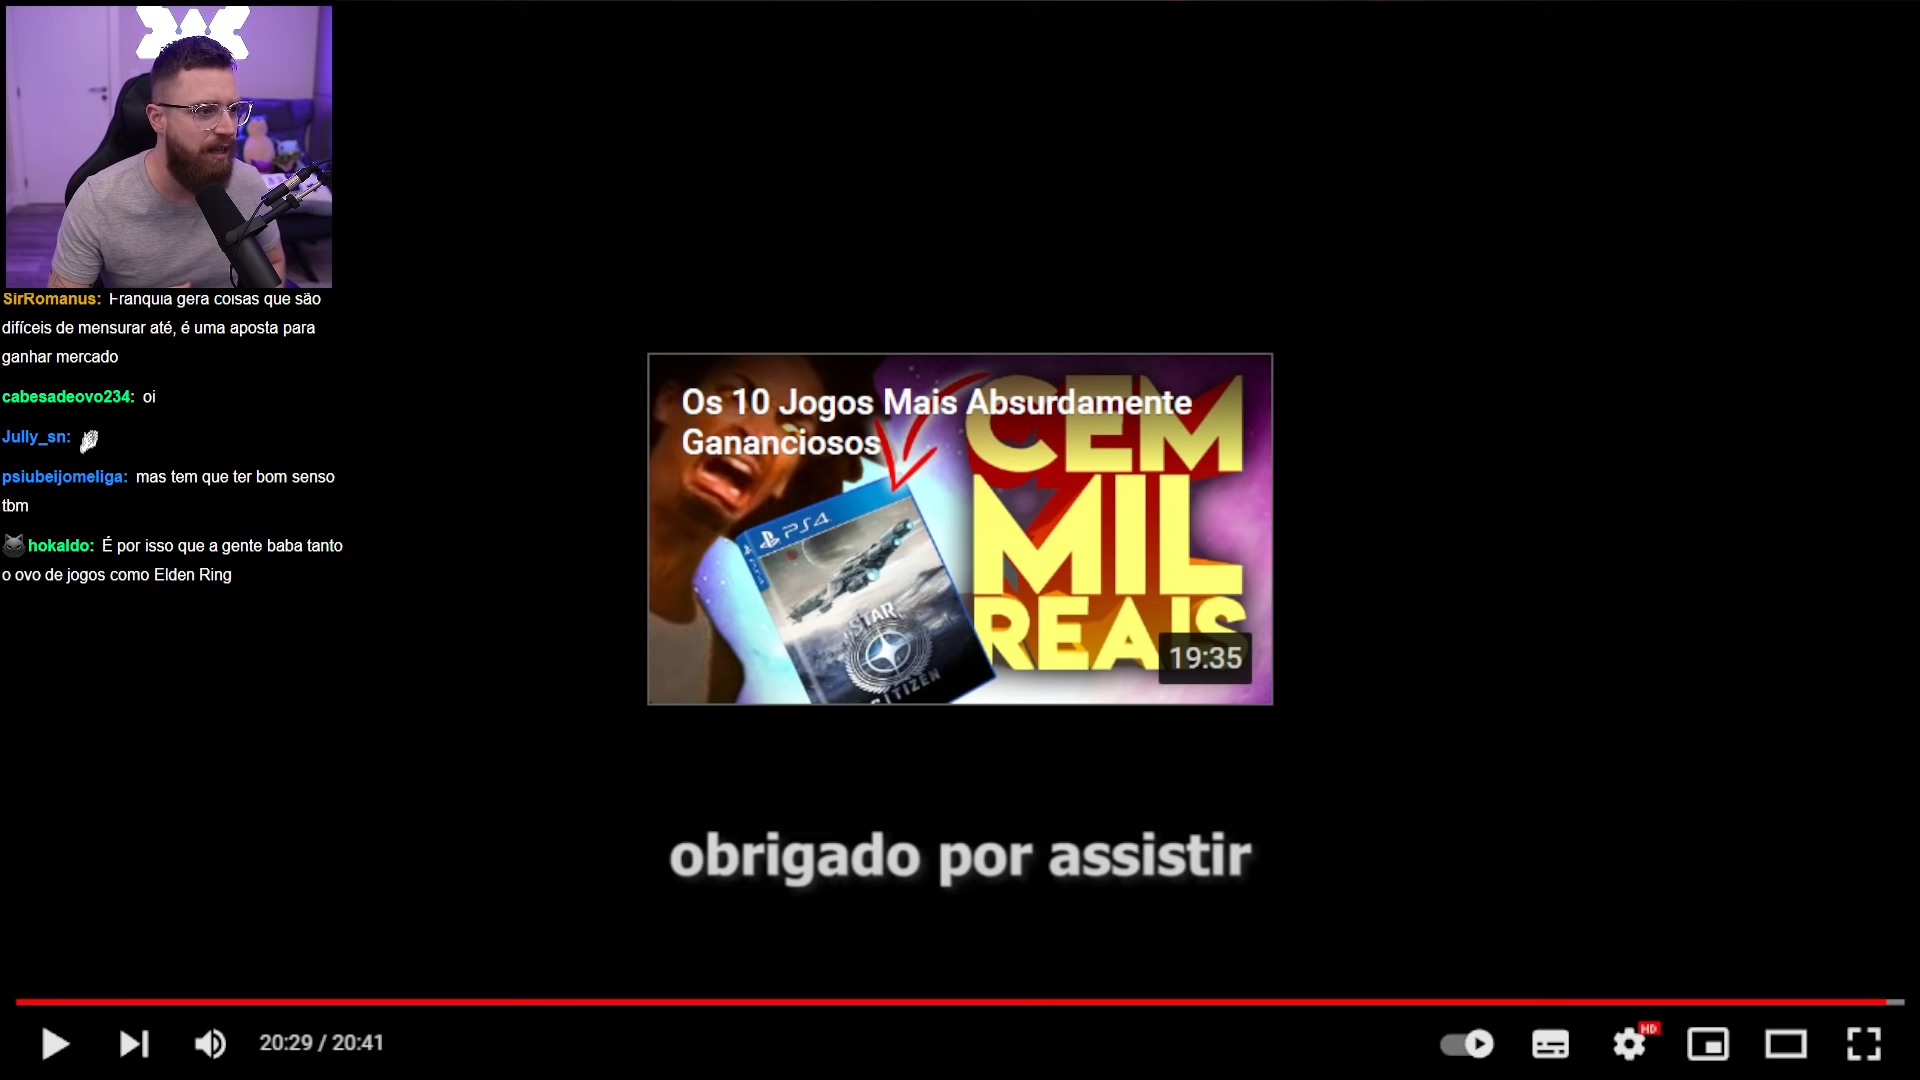 SirRomanus: Franquia gera coisas que são
difíceis de mensurar até, é uma aposta para
ganhar mercado
cabesadeovo234: oi
Jully_sn:
psiubeijomeliga: mas tem que ter bom senso
tbm
hokaldo: É por isso que a gente baba tanto
o ovo de jogos como Elden Ring
Os 10 Jogos Mais Absurdamente
Gananciosos
CEM
MIL
REAIS
PS4
STAR
CITIZEN
19:35
obrigado por assistir
20:29 / 20:41
HD